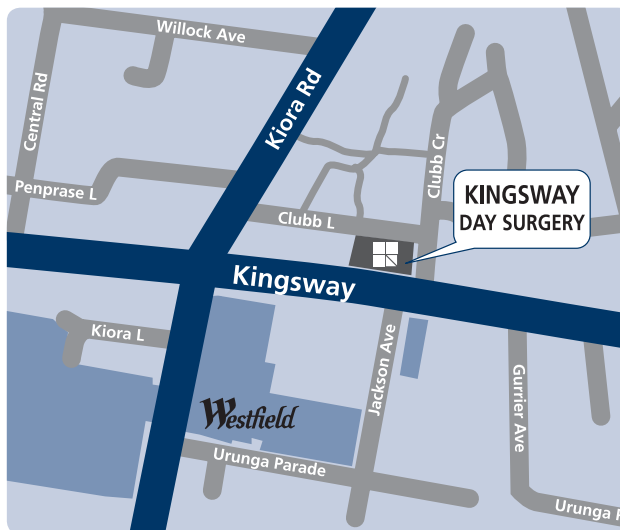 Willock Ave
Central Rd
Kiora Rd
Penprase L
Clubb L
Clubb Cr
KINGSWAY
DAY SURGERY
Kingsway
Kiora L
Westfield
Jackson Ave
Gurrier Ave
Urunga Parade
Urunga P